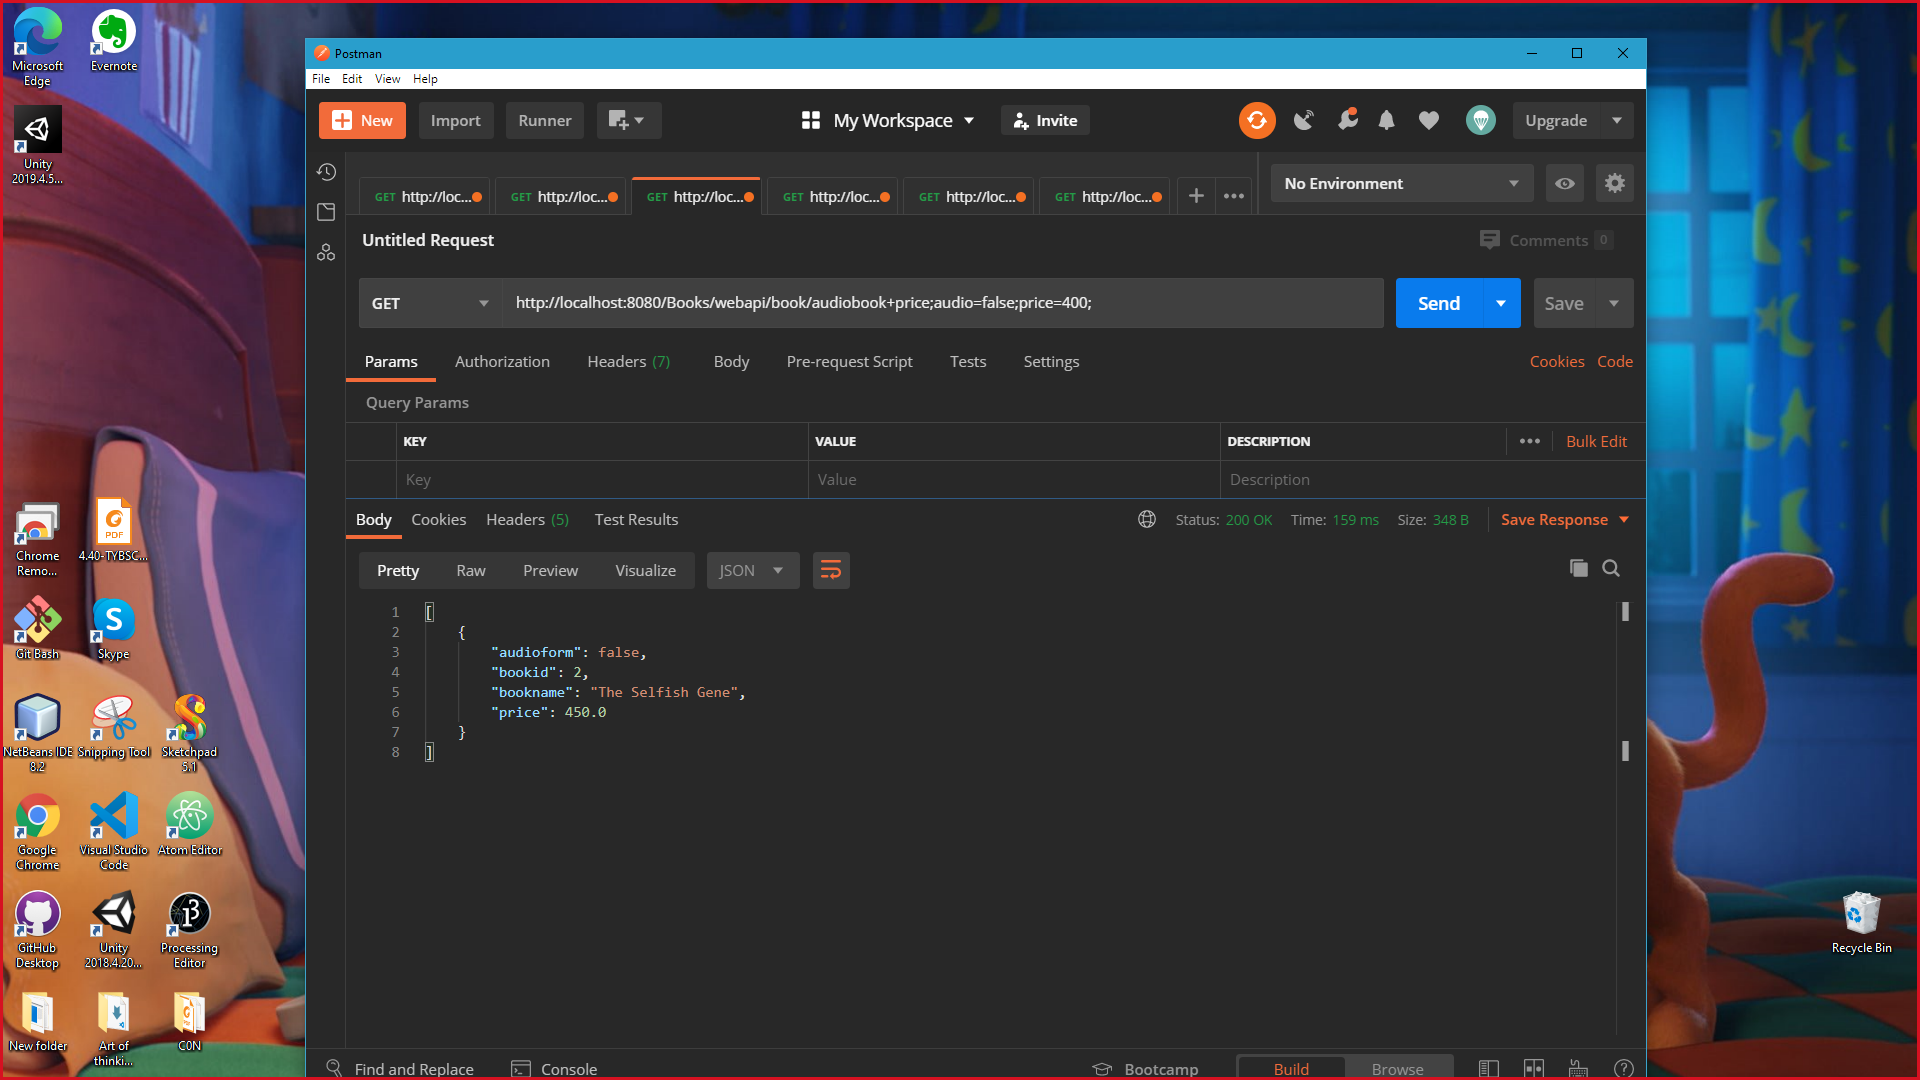 Microsoft
Edge
Evernote
Unity
2019.4.5...
Chrome
Remo...
PDF
4.40-TYBSC...
Git Bash
Skype
NetBeans IDE
8.2
Snipping Tool
Sketchpad
5.1
Google
Chrome
Visual Studio
Code
Atom Editor
GitHub
Desktop
Unity
2018.4.20...
Processing
Editor
New folder
Art of
thinki...
C0N
Recycle Bin
Postman
File Edit View Help
New Import Runner My Workspace Invite Upgrade
GET http://loc... GET http://loc... GET http://loc... GET http://loc... GET http://loc... GET http://loc... No Environment
Untitled Request Comments 0
GET http://localhost:8080/Books/webapi/book/audiobook+price;audio=false;price=400; Send Save
Params Authorization Headers (7) Body Pre-request Script Tests Settings Cookies Code
Query Params
KEY VALUE DESCRIPTION Bulk Edit
Key Value Description
Body Cookies Headers (5) Test Results Status: 200 OK Time: 159 ms Size: 348 B Save Response
Pretty Raw Preview Visualize JSON
1 [
2 {
3 "audioform": false,
4 "bookid": 2,
5 "bookname": "The Selfish Gene",
6 "price": 450.0
7 }
8 ]
Find and Replace Console Bootcamp Build Browse